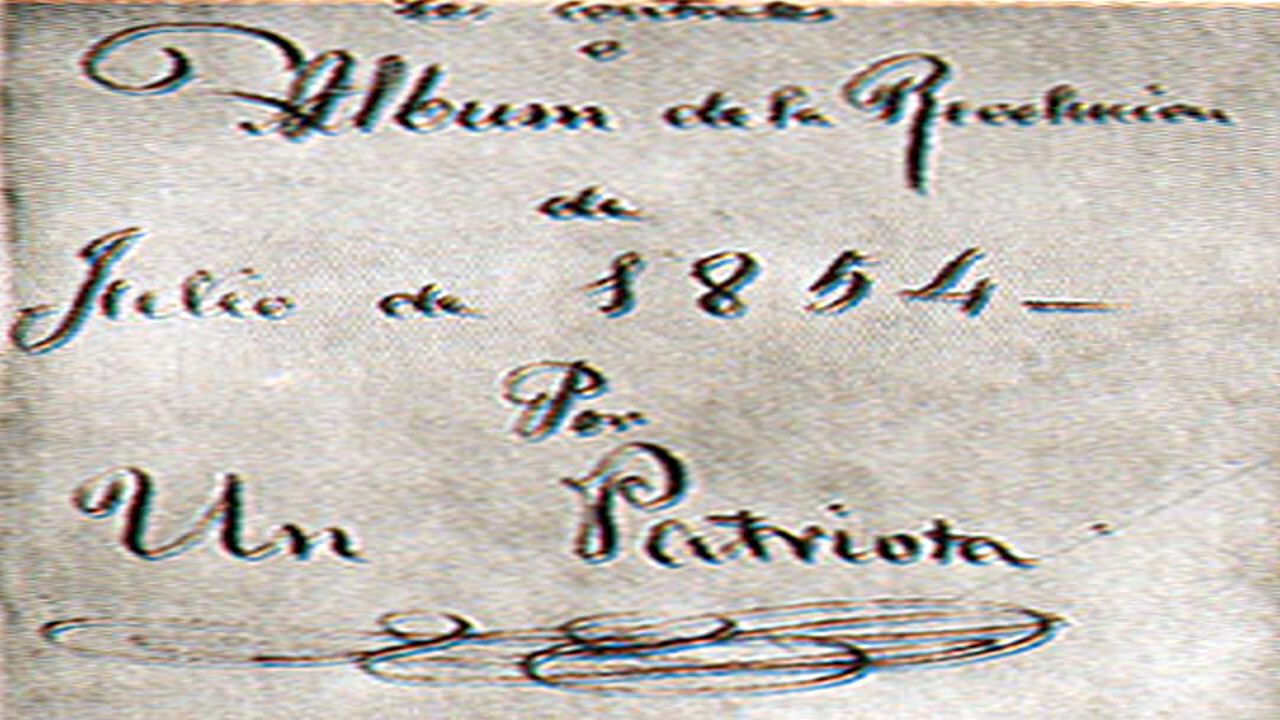 o
Album de la Revolucion
de
Julio de 1854 —
Por
Un Patriota.